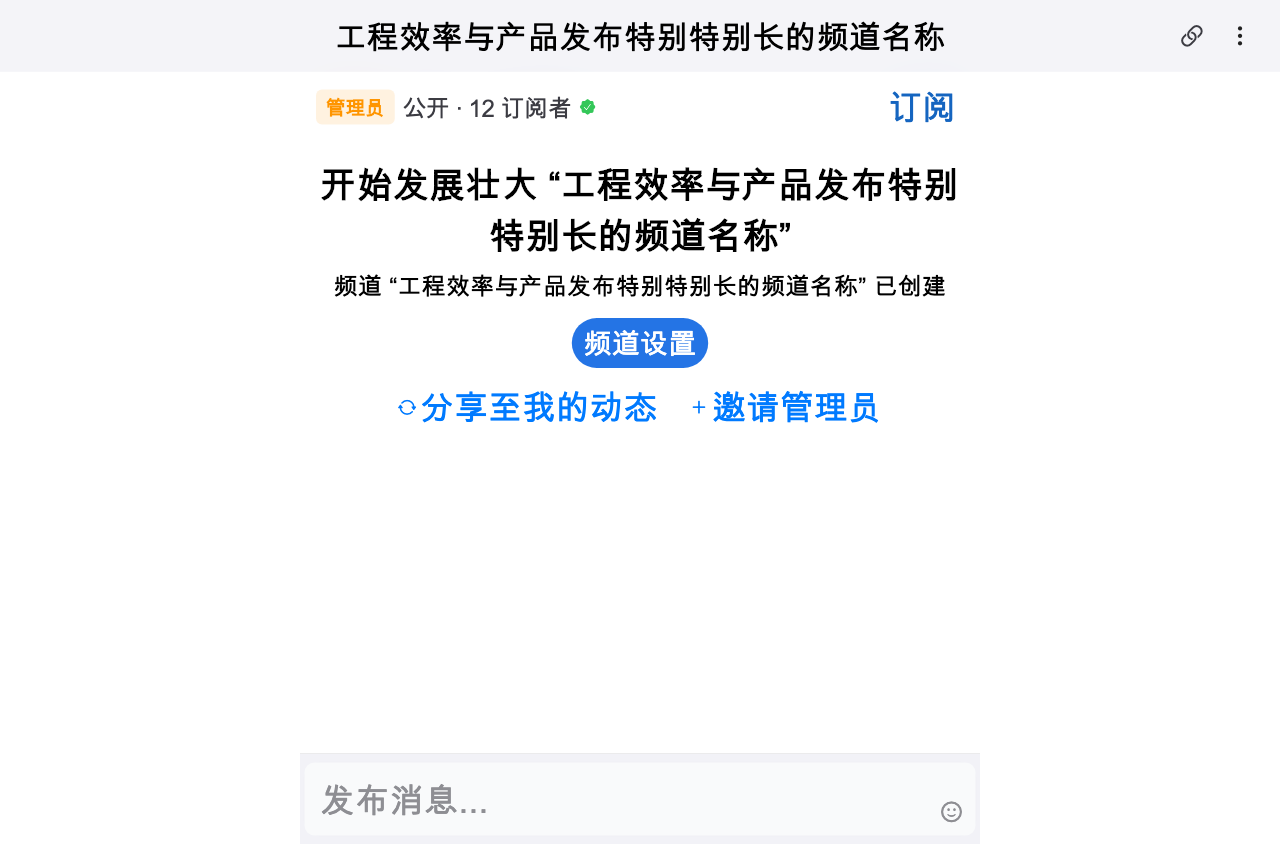 工程效率与产品发布特别特别长的频道名称
管理员 公开 · 12 订阅者 订阅
开始发展壮大 “工程效率与产品发布特别
特别长的频道名称”
频道 “工程效率与产品发布特别特别长的频道名称” 已创建
频道设置
分享至我的动态 + 邀请管理员
发布消息...